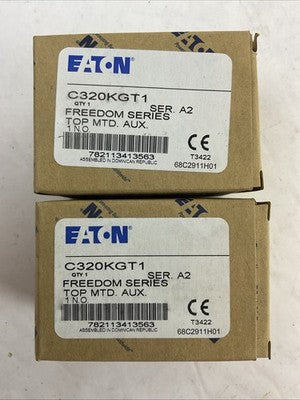 EATON
C320KGT1
QTY 1
SER. A2
FREEDOM SERIES
TOP MTD. AUX.
1 NO
782113413563
ASSEMBLED IN DOMINICAN REPUBLIC
CE
T3422
68C2911H01
EATON
C320KGT1
QTY 1
SER. A2
FREEDOM SERIES
TOP MTD. AUX.
1 NO.
782113413563
ASSEMBLED IN DOMINICAN REPUBLIC
CE
T3422
68C2911H01